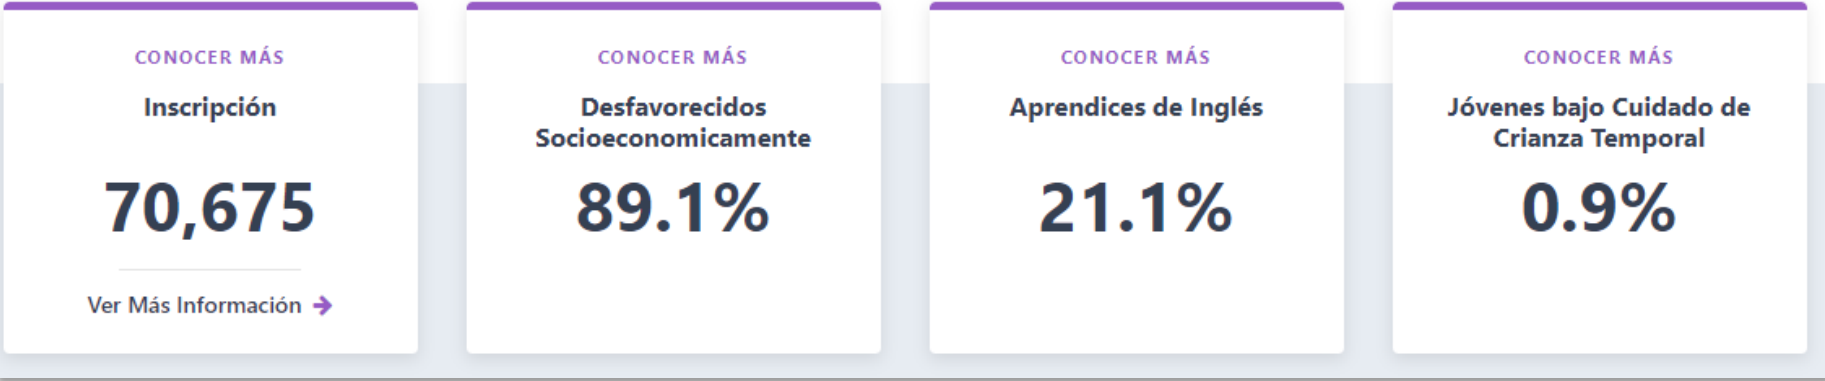 CONOCER MÁS
Inscripción
70,675
Ver Más Información
CONOCER MÁS
Desfavorecidos
Socioeconomicamente
89.1%
CONOCER MÁS
Aprendices de Inglés
21.1%
CONOCER MÁS
Jóvenes bajo Cuidado de
Crianza Temporal
0.9%